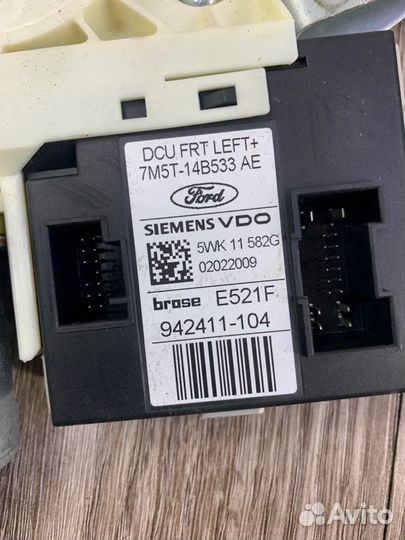 DCU FRT LEFT+
7M5T-14B533 AE
Ford
SIEMENS VDO
5WK 11 582G
02022009
brose E521F
942411-104
Avito